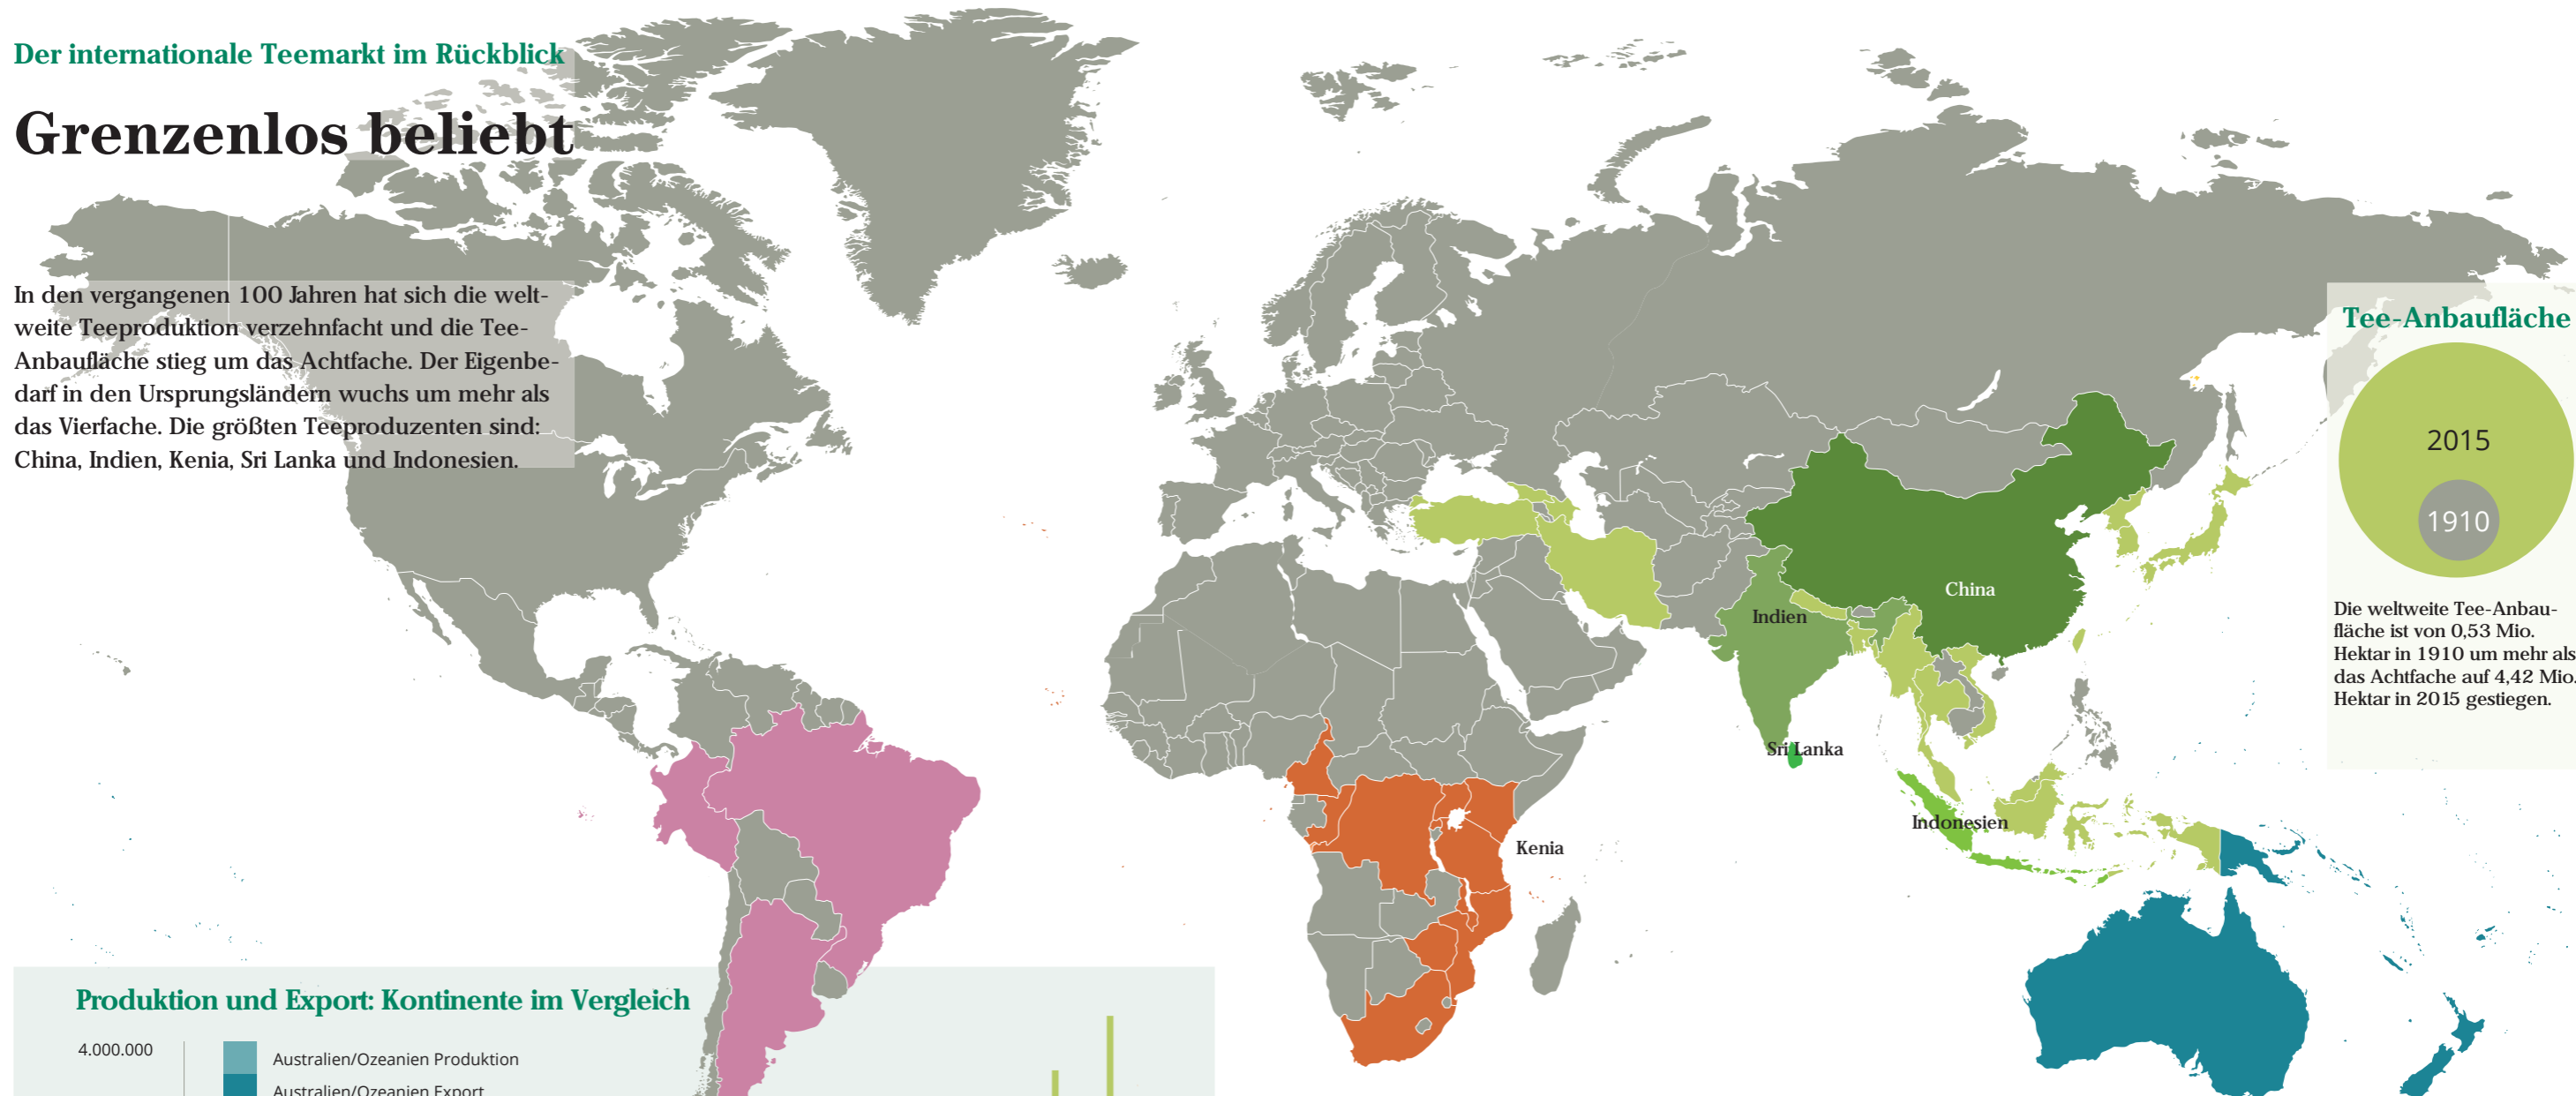 Der internationale Teemarkt im Rückblick
Grenzenlos beliebt
In den vergangenen 100 Jahren hat sich die welt-
weite Teeproduktion verzehnfacht und die Tee-
Anbaufläche stieg um das Achtfache. Der Eigenbe-
darf in den Ursprungsländern wuchs um mehr als
das Vierfache. Die größten Teeproduzenten sind:
China, Indien, Kenia, Sri Lanka und Indonesien.
Tee-Anbaufläche
2015
1910
Die weltweite Tee-Anbau-
fläche ist von 0,53 Mio.
Hektar in 1910 um mehr als
das Achtfache auf 4,42 Mio.
Hektar in 2015 gestiegen.
China
Indien
Sri Lanka
Indonesien
Kenia
Produktion und Export: Kontinente im Vergleich
4.000.000
Australien/Ozeanien Produktion
Australien/Ozeanien Export